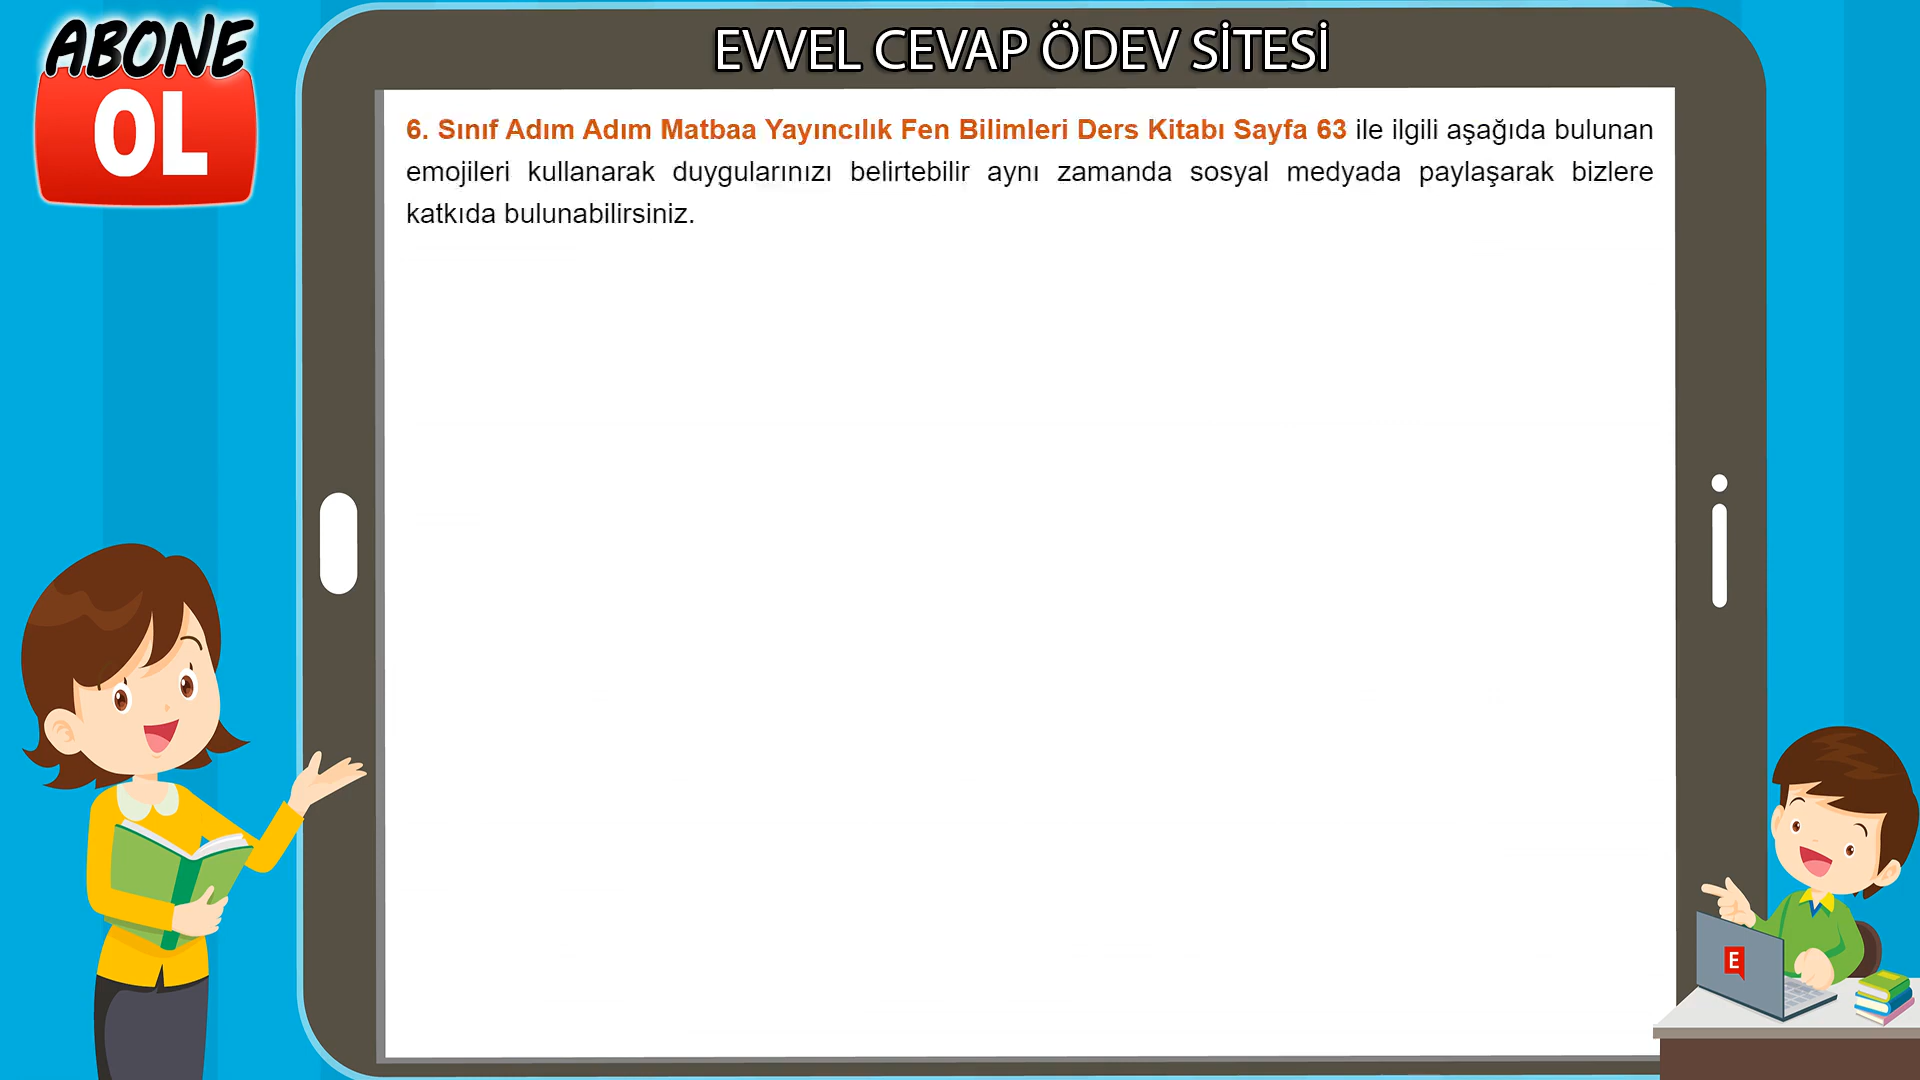 ABONE
OL
EVVEL CEVAP ÖDEV SİTESİ
6. Sınıf Adım Adım Matbaa Yayıncılık Fen Bilimleri Ders Kitabı Sayfa 63 ile ilgili aşağıda bulunan
emojileri kullanarak duygularınızı belirtebilir aynı zamanda sosyal medyada paylaşarak bizlere
katkıda bulunabilirsiniz.
E